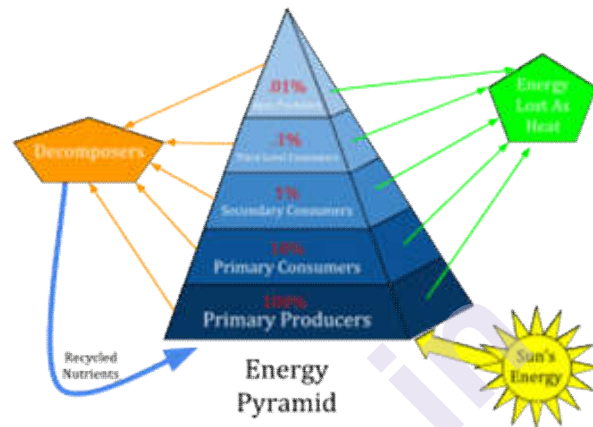 .01%
Energy
Lost As
Heat
Decomposers
.1%
1%
Secondary Consumers
10%
Primary Consumers
100%
Primary Producers
Recycled
Nutrients
Sun's
Energy
Energy
Pyramid